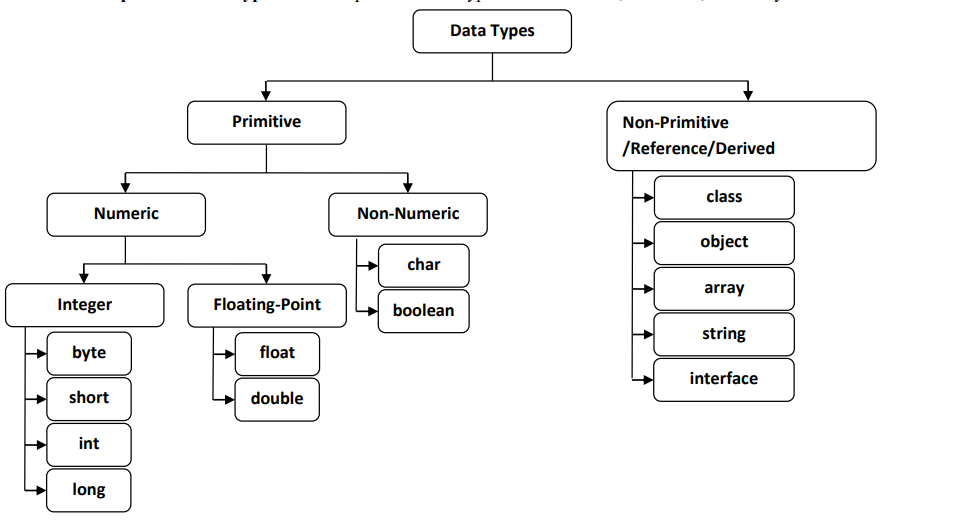 Data Types
Primitive
Non-Primitive
/Reference/Derived
Numeric
Non-Numeric
class
object
array
string
interface
char
boolean
Integer
Floating-Point
byte
short
int
long
float
double